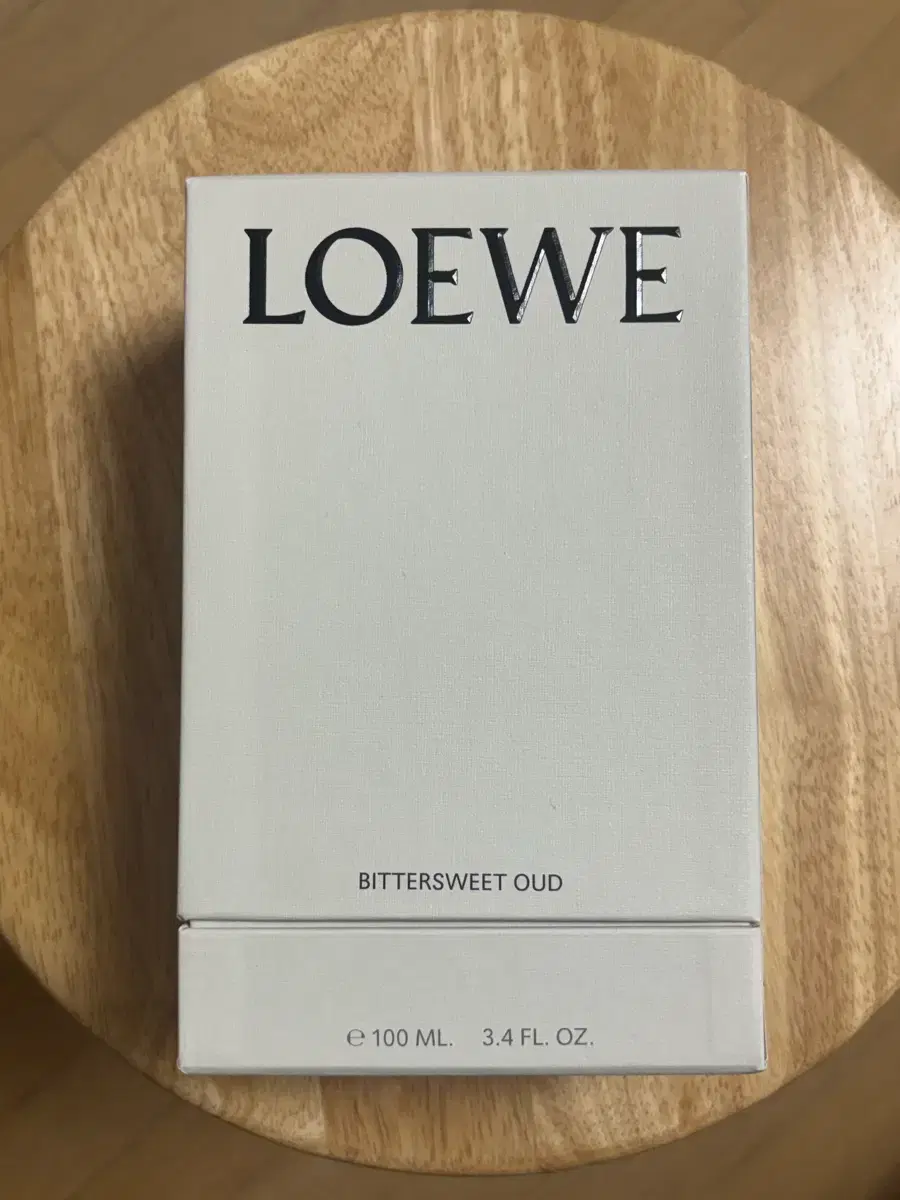 LOEWE
BITTERSWEET OUD
℮ 100 ML. 3.4 FL. OZ.